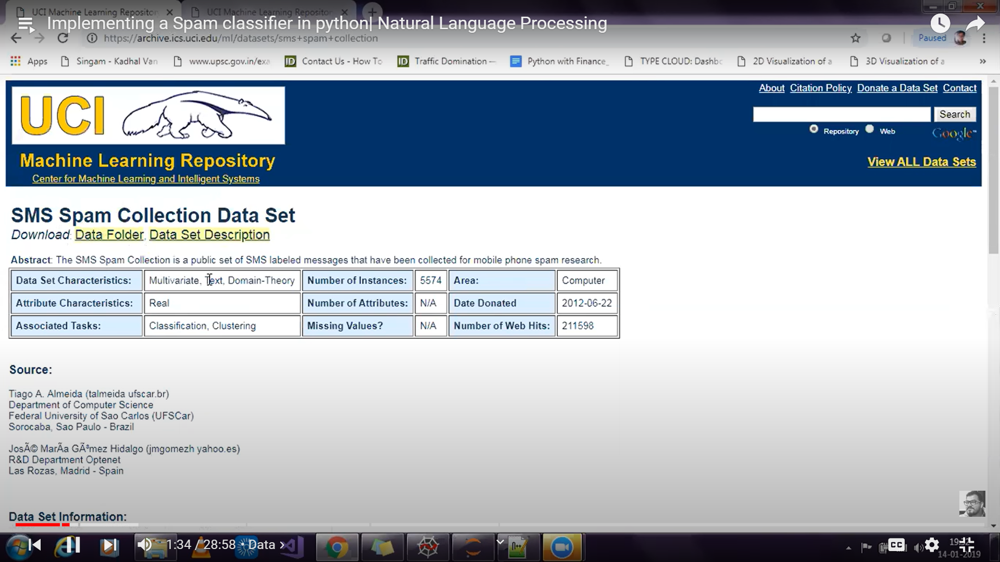 UCI Machine Learning Repositor
UCI Machine Learning Repositor
Implementing a Spam classifier in python| Natural Language Processing
https://archive.ics.uci.edu/ml/datasets/sms+spam+collection
Paused
Apps
Singam - Kadhal Van
www.upsc.gov.in/exa
Contact Us - How To
Traffic Domination —
Python with Finance_
TYPE CLOUD: Dashbo
2D Visualization of a
3D Visualization of a
»
About Citation Policy Donate a Data Set Contact
UCI
Search
Repository Web Google™
Machine Learning Repository
View ALL Data Sets
Center for Machine Learning and Intelligent Systems
SMS Spam Collection Data Set
Download: Data Folder, Data Set Description
Abstract: The SMS Spam Collection is a public set of SMS labeled messages that have been collected for mobile phone spam research.
Data Set Characteristics: Multivariate, Text, Domain-Theory Number of Instances: 5574 Area: Computer
Attribute Characteristics: Real Number of Attributes: N/A Date Donated 2012-06-22
Associated Tasks: Classification, Clustering Missing Values? N/A Number of Web Hits: 211598
Source:
Tiago A. Almeida (talmeida ufscar.br)
Department of Computer Science
Federal University of Sao Carlos (UFSCar)
Sorocaba, Sao Paulo - Brazil
JosÃ© MarÃ­a GÃ³mez Hidalgo (jmgomezh yahoo.es)
R&D Department Optenet
Las Rozas, Madrid - Spain
Data Set Information:
1:34 / 28:58 • Data
CC
14-01-2019